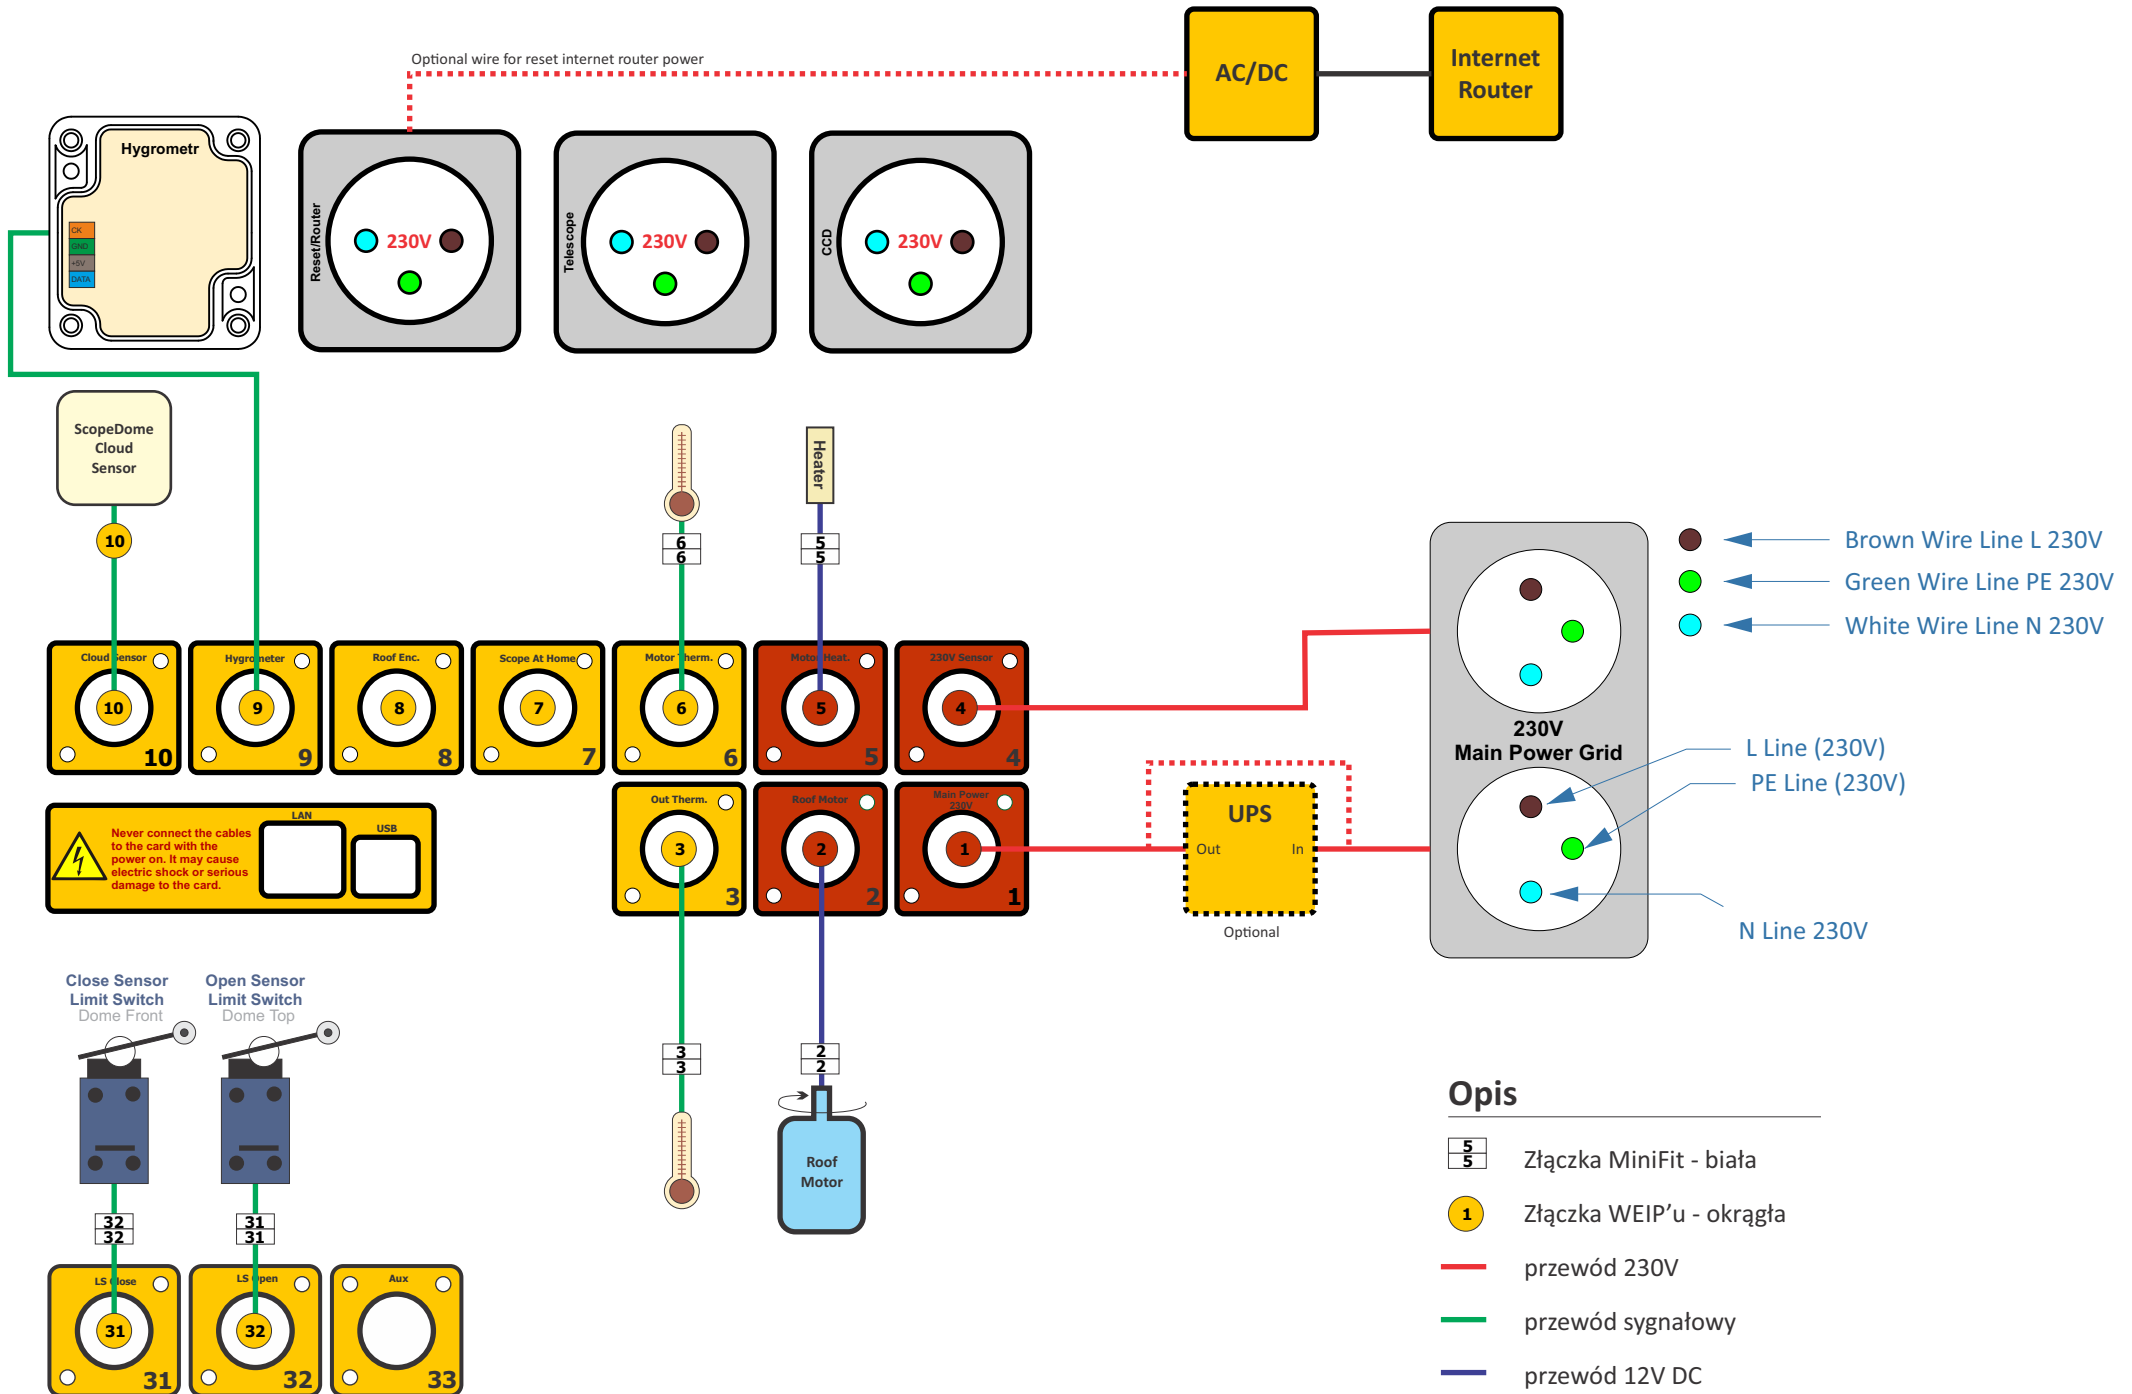 Optional wire for reset internet router power
AC/DC
Internet
Router
Hygrometr
CK
GND
+5V
DATA
Reset/Router
230V
Telescope
230V
CCD
230V
ScopeDome
Cloud
Sensor
10
6
6
Heater
5
5
Brown Wire Line L 230V
Green Wire Line PE 230V
White Wire Line N 230V
Cloud Sensor
10
10
Hygrometer
9
9
Roof Enc.
8
8
Scope At Home
7
7
Motor Therm.
6
6
Motor Heat.
5
5
230V Sensor
4
4
230V
Main Power Grid
L Line (230V)
PE Line (230V)
N Line 230V
Never connect the cables
to the card with the
power on. It may cause
electric shock or serious
damage to the card.
LAN
USB
Out Therm.
3
3
Roof Motor
2
2
Main Power
230V
1
1
UPS
Out
In
Optional
Close Sensor
Limit Switch
Dome Front
Open Sensor
Limit Switch
Dome Top
3
3
2
2
Roof
Motor
32
32
31
31
LS Close
31
31
LS Open
32
32
Aux
33
Opis
5
5
Złączka MiniFit - biała
1
Złączka WEIP’u - okrągła
przewód 230V
przewód sygnałowy
przewód 12V DC